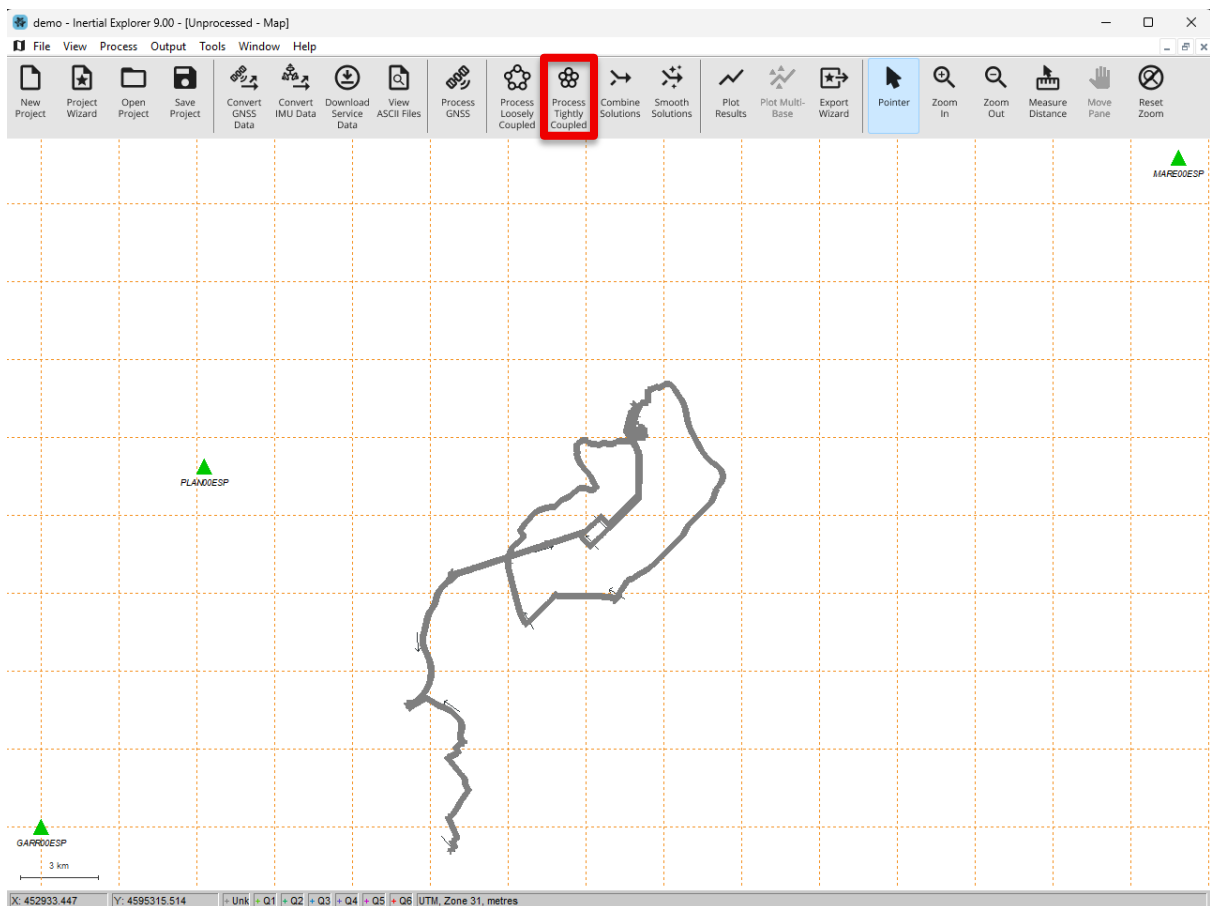 demo - Inertial Explorer 9.00 - [Unprocessed - Map]
File View Process Output Tools Window Help
New Project
Project Wizard
Open Project
Save Project
Convert GNSS Data
Convert IMU Data
Download Service Data
View ASCII Files
Process GNSS
Process Loosely Coupled
Process Tightly Coupled
Combine Solutions
Smooth Solutions
Plot Results
Plot Multi-Base
Export Wizard
Pointer
Zoom In
Zoom Out
Measure Distance
Move Pane
Reset Zoom
MARE00ESP
PLAN00ESP
GARR00ESP
3 km
X: 452933.447 Y: 4595315.514 + Unk + Q1 + Q2 + Q3 + Q4 + Q5 + Q6 UTM, Zone 31, metres